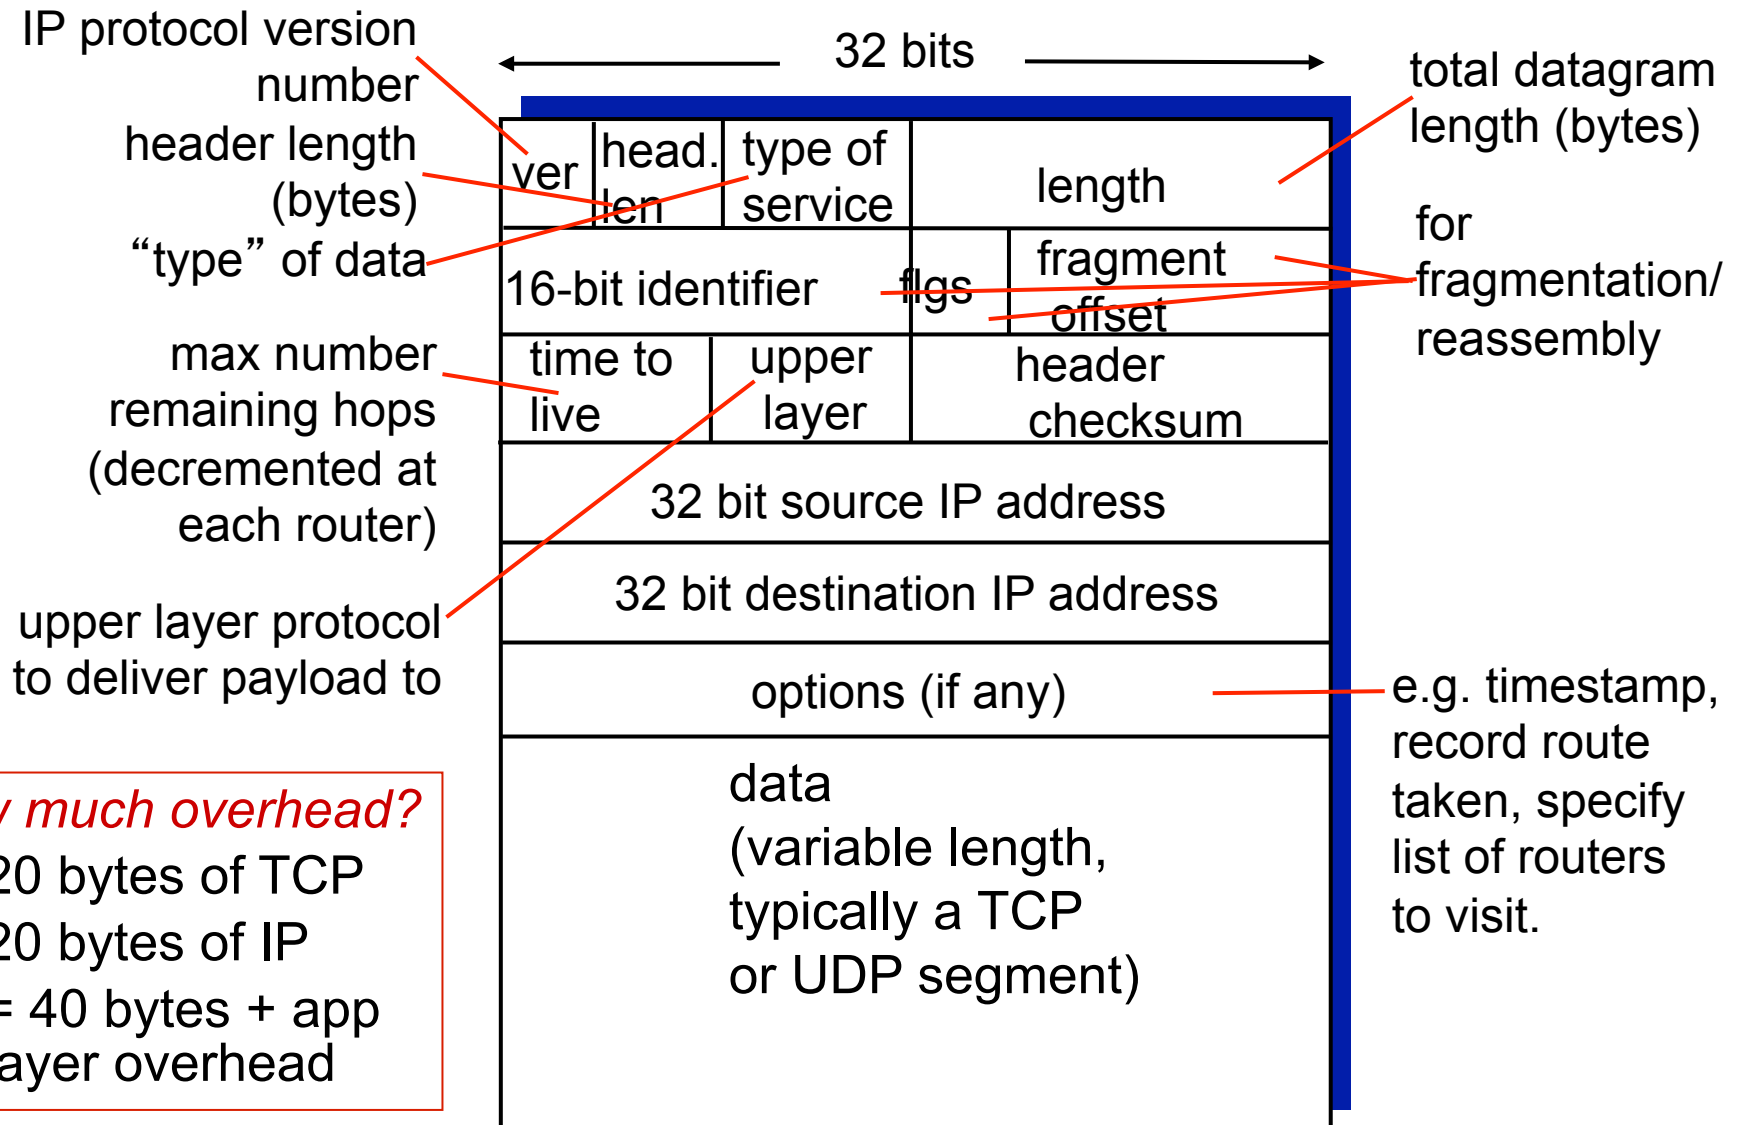 IP protocol version
number
header length
(bytes)
“type” of data
max number
remaining hops
(decremented at
each router)
upper layer protocol
to deliver payload to
much overhead?
20 bytes of TCP
20 bytes of IP
= 40 bytes + app
ayer overhead
32 bits
ver
head.
len
type of
service
length
16-bit identifier
flgs
fragment
offset
time to
live
upper
layer
header
checksum
32 bit source IP address
32 bit destination IP address
options (if any)
data
(variable length,
typically a TCP
or UDP segment)
total datagram
length (bytes)
for
fragmentation/
reassembly
e.g. timestamp,
record route
taken, specify
list of routers
to visit.